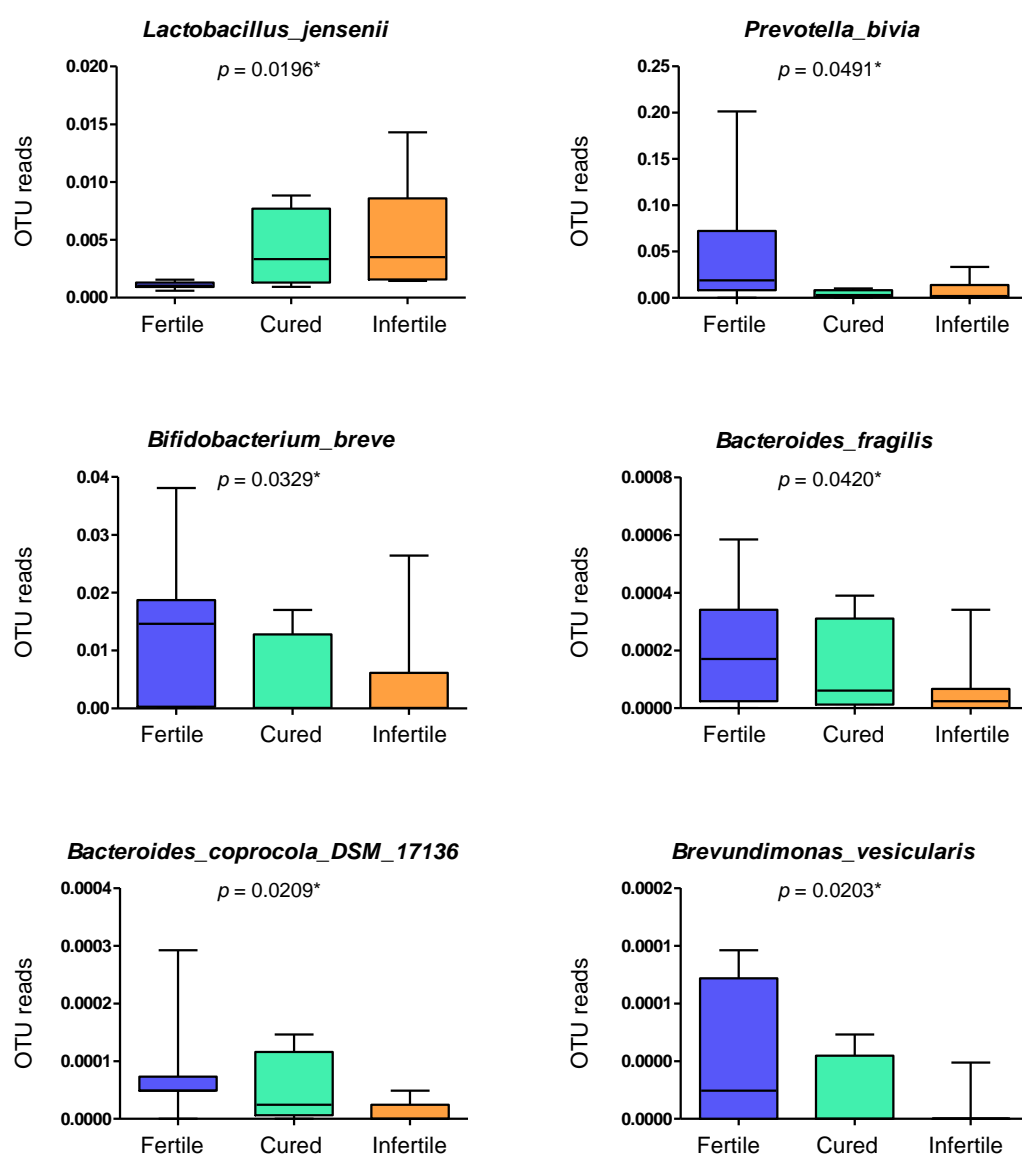 Lactobacillus_jensenii
p = 0.0196*
0.020
0.015
0.010
0.005
0.000
OTU reads
Fertile Cured Infertile
Prevotella_bivia
p = 0.0491*
0.25
0.20
0.15
0.10
0.05
0.00
OTU reads
Fertile Cured Infertile
Bifidobacterium_breve
p = 0.0329*
0.04
0.03
0.02
0.01
0.00
OTU reads
Fertile Cured Infertile
Bacteroides_fragilis
p = 0.0420*
0.0008
0.0006
0.0004
0.0002
0.0000
OTU reads
Fertile Cured Infertile
Bacteroides_coprocola_DSM_17136
p = 0.0209*
0.0004
0.0003
0.0002
0.0001
0.0000
OTU reads
Fertile Cured Infertile
Brevundimonas_vesicularis
p = 0.0203*
0.0002
0.0001
0.0001
0.0000
0.0000
OTU reads
Fertile Cured Infertile